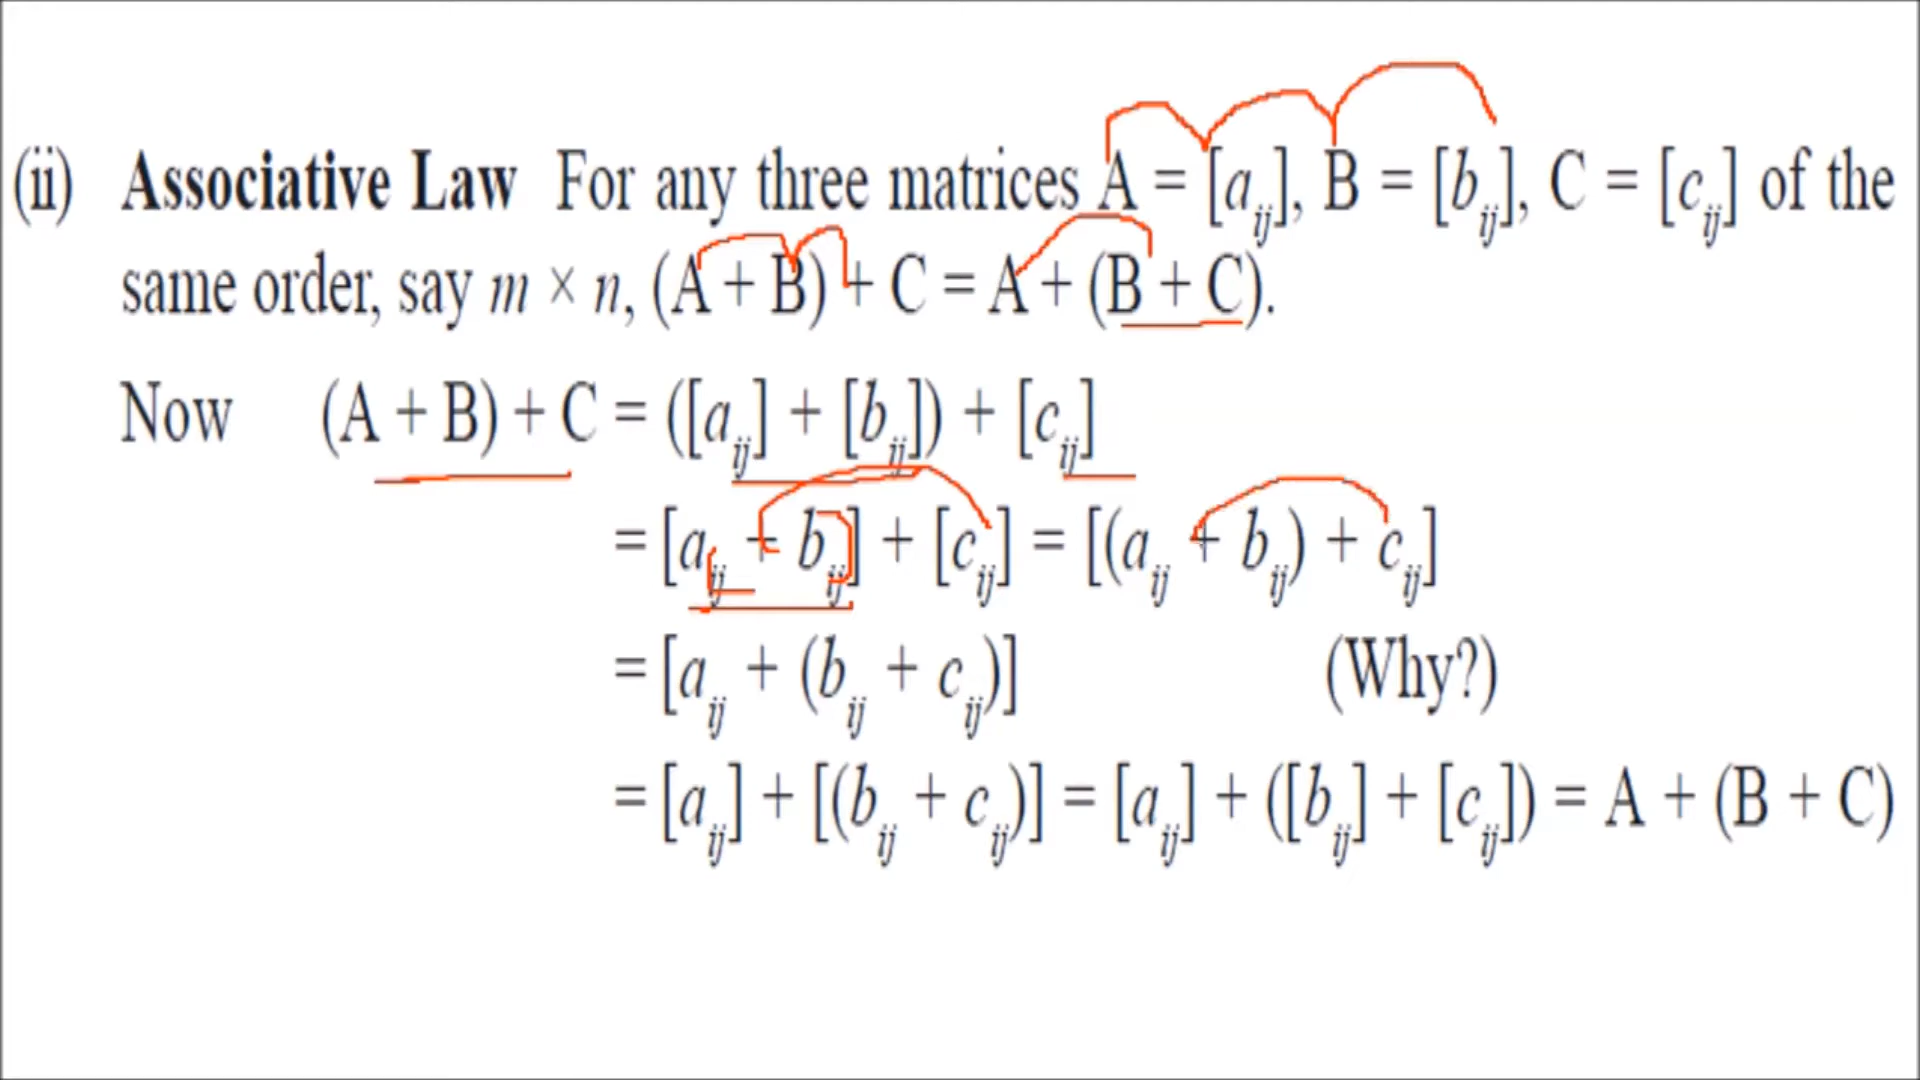 (ii) Associative Law For any three matrices A = [aᵢⱼ], B = [bᵢⱼ], C = [cᵢⱼ] of the
same order, say m × n, (A + B) + C = A + (B + C).
Now (A + B) + C = ([aᵢⱼ] + [bᵢⱼ]) + [cᵢⱼ]
= [aᵢⱼ + bᵢⱼ] + [cᵢⱼ] = [(aᵢⱼ + bᵢⱼ) + cᵢⱼ]
= [aᵢⱼ + (bᵢⱼ + cᵢⱼ)] (Why?)
= [aᵢⱼ] + [(bᵢⱼ + cᵢⱼ)] = [aᵢⱼ] + ([bᵢⱼ] + [cᵢⱼ]) = A + (B + C)